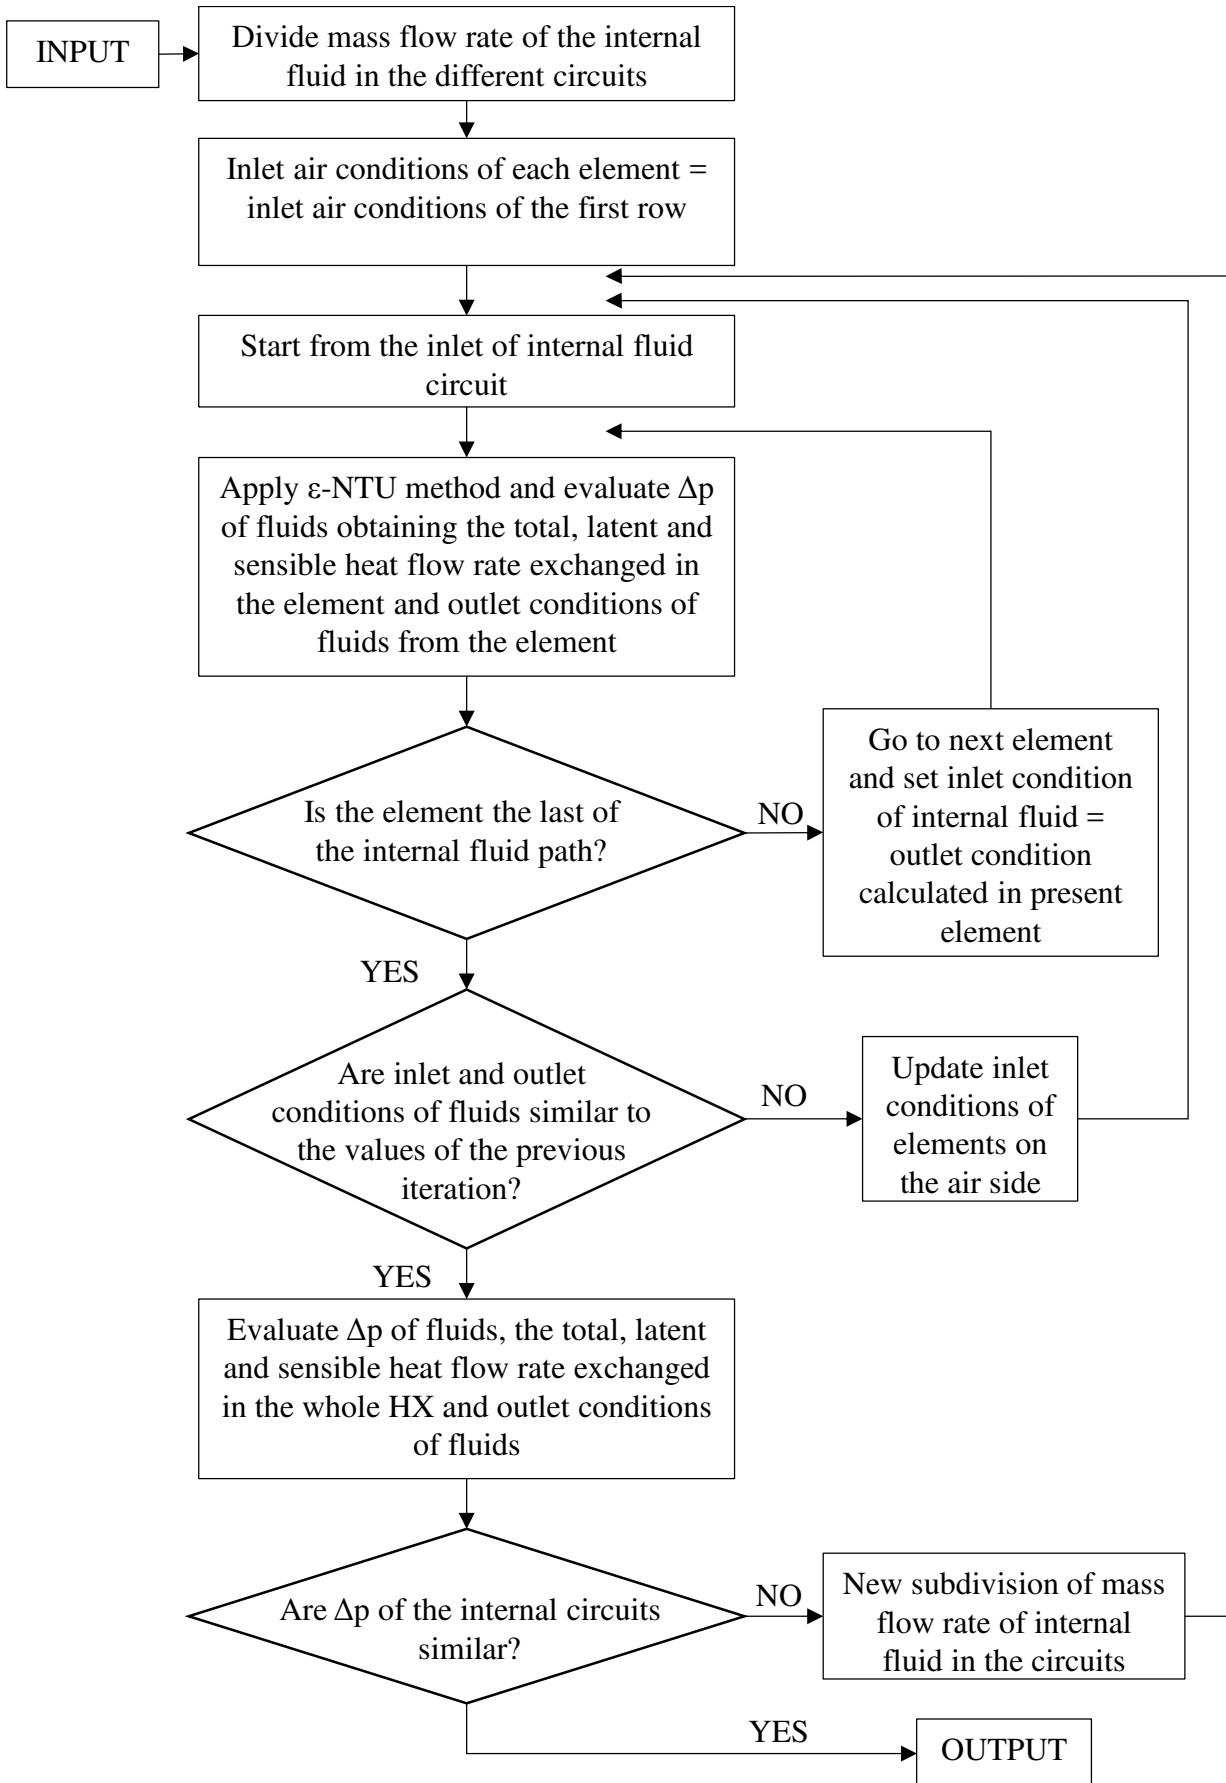 INPUT
Divide mass flow rate of the internal
fluid in the different circuits
Inlet air conditions of each element =
inlet air conditions of the first row
Start from the inlet of internal fluid
circuit
Apply ε-NTU method and evaluate Δp
of fluids obtaining the total, latent and
sensible heat flow rate exchanged in
the element and outlet conditions of
fluids from the element
Is the element the last of
the internal fluid path?
NO
Go to next element
and set inlet condition
of internal fluid =
outlet condition
calculated in present
element
YES
Are inlet and outlet
conditions of fluids similar to
the values of the previous
iteration?
NO
Update inlet
conditions of
elements on
the air side
YES
Evaluate Δp of fluids, the total, latent
and sensible heat flow rate exchanged
in the whole HX and outlet conditions
of fluids
Are Δp of the internal circuits
similar?
NO
New subdivision of mass
flow rate of internal
fluid in the circuits
YES
OUTPUT